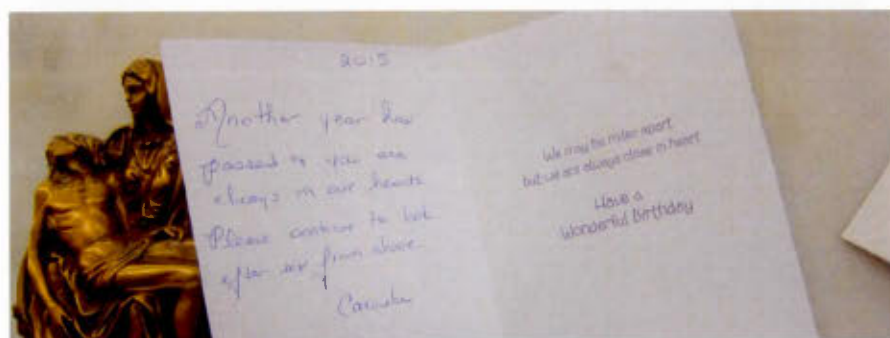 2015
Another year has
passed & you are
always in our hearts
Please continue to look
after us from above
We may be miles apart
but we are always close in heart
Have a
Wonderful Birthday